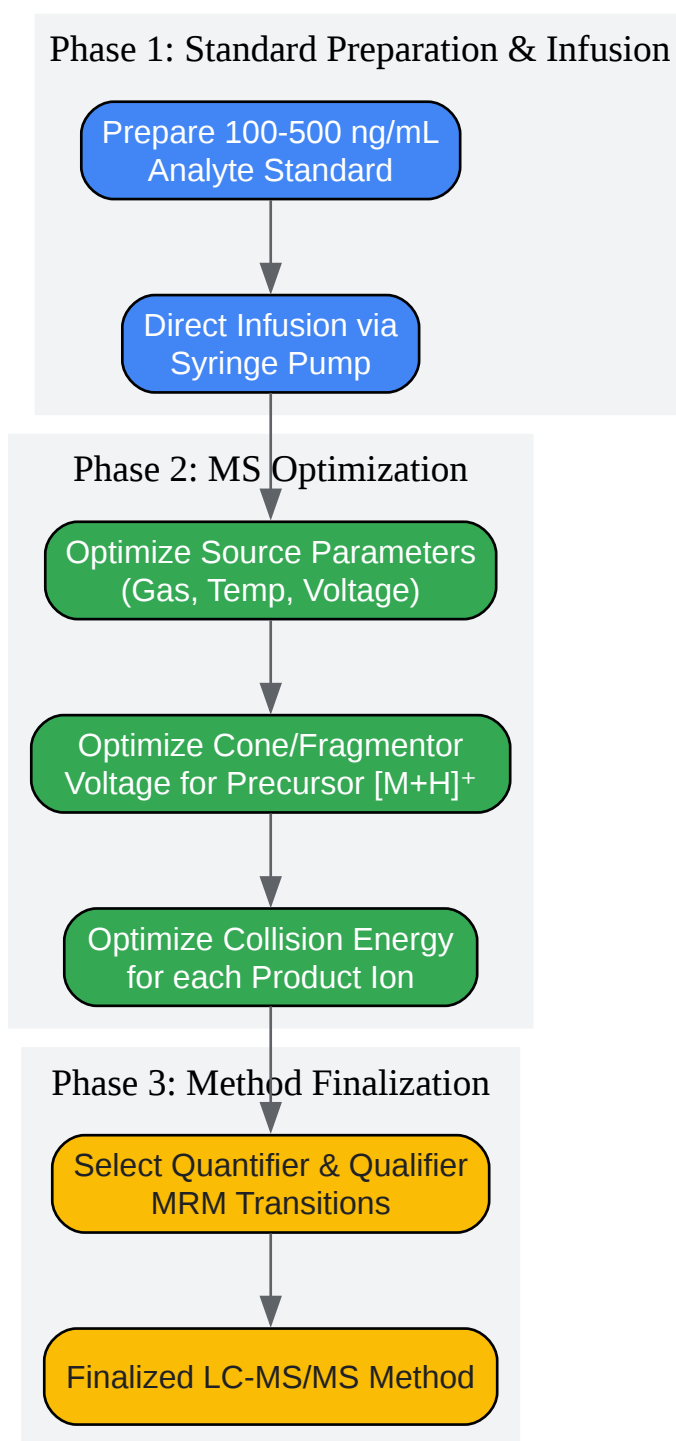 Phase 1: Standard Preparation & Infusion
Prepare 100-500 ng/mL
Analyte Standard
Direct Infusion via
Syringe Pump
Phase 2: MS Optimization
Optimize Source Parameters
(Gas, Temp, Voltage)
Optimize Cone/Fragmentor
Voltage for Precursor [M+H]⁺
Optimize Collision Energy
for each Product Ion
Phase 3: Method Finalization
Select Quantifier & Qualifier
MRM Transitions
Finalized LC-MS/MS Method